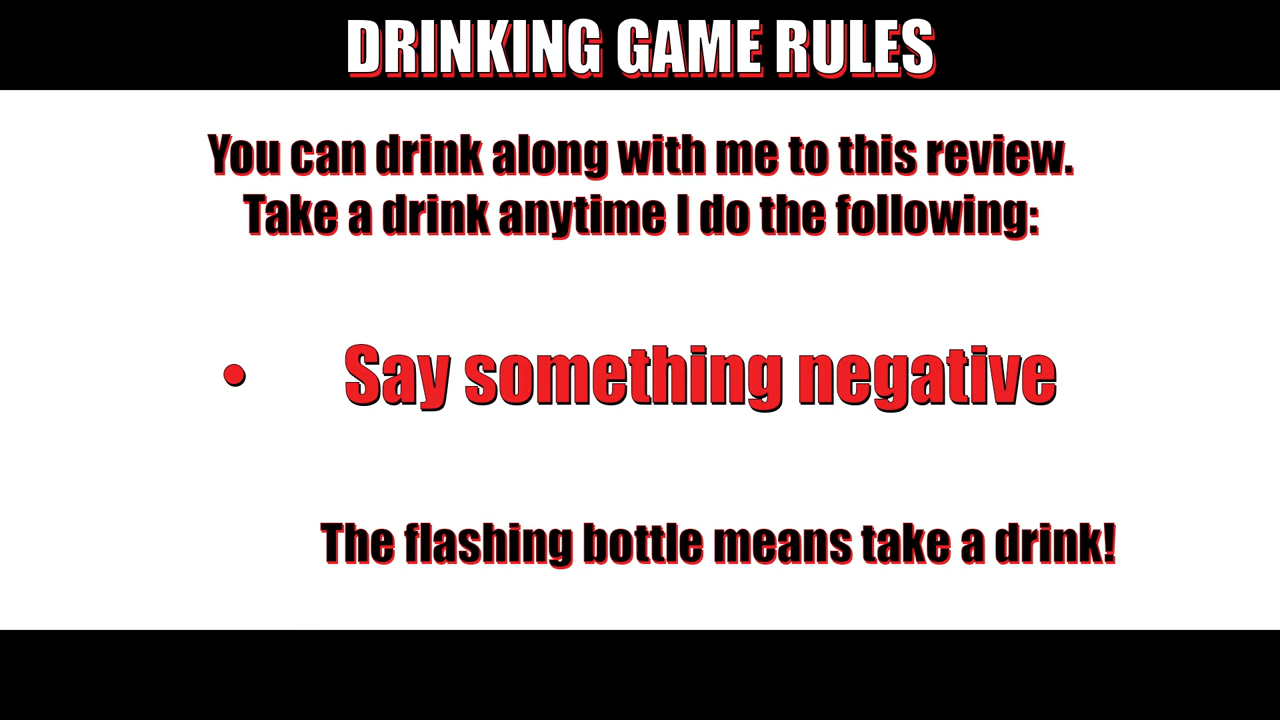 DRINKING GAME RULES
You can drink along with me to this review.
Take a drink anytime I do the following:
• Say something negative
The flashing bottle means take a drink!